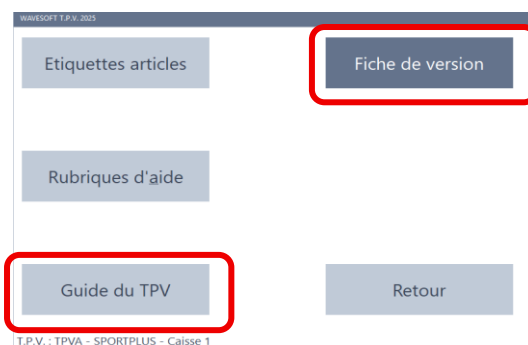 WAVESOFT T.P.V. 2025
Etiquettes articles
Fiche de version
Rubriques d'aide
Guide du TPV
Retour
T.P.V. : TPVA - SPORTPLUS - Caisse 1